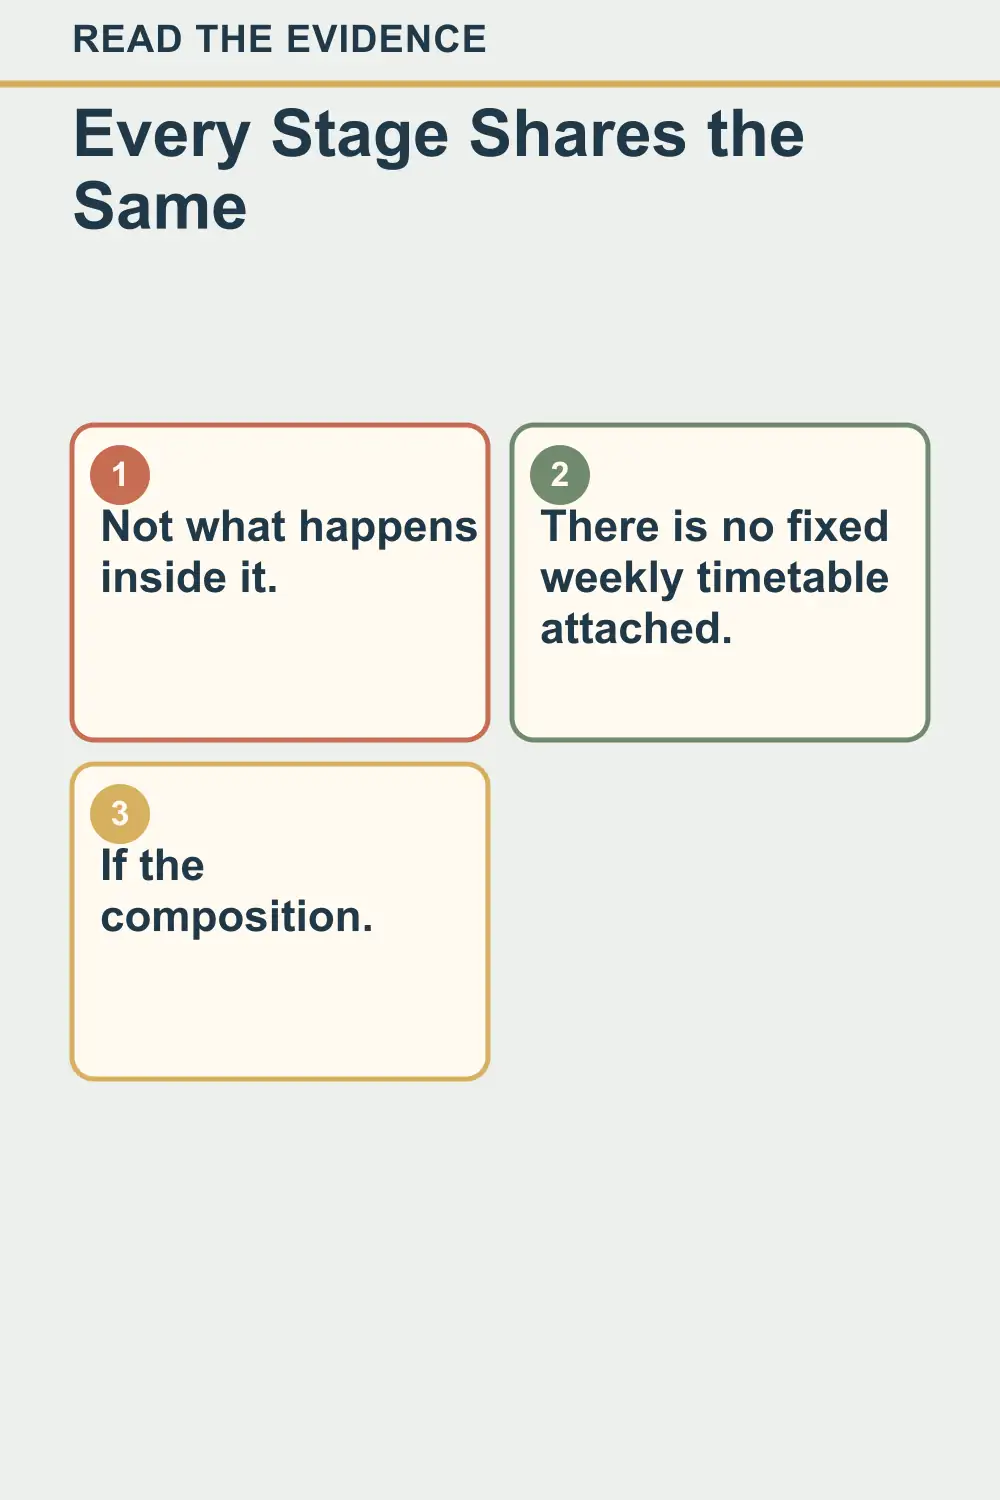 READ THE EVIDENCE
Every Stage Shares the
Same
1
Not what happens
inside it.
2
There is no fixed
weekly timetable
attached.
3
If the
composition.